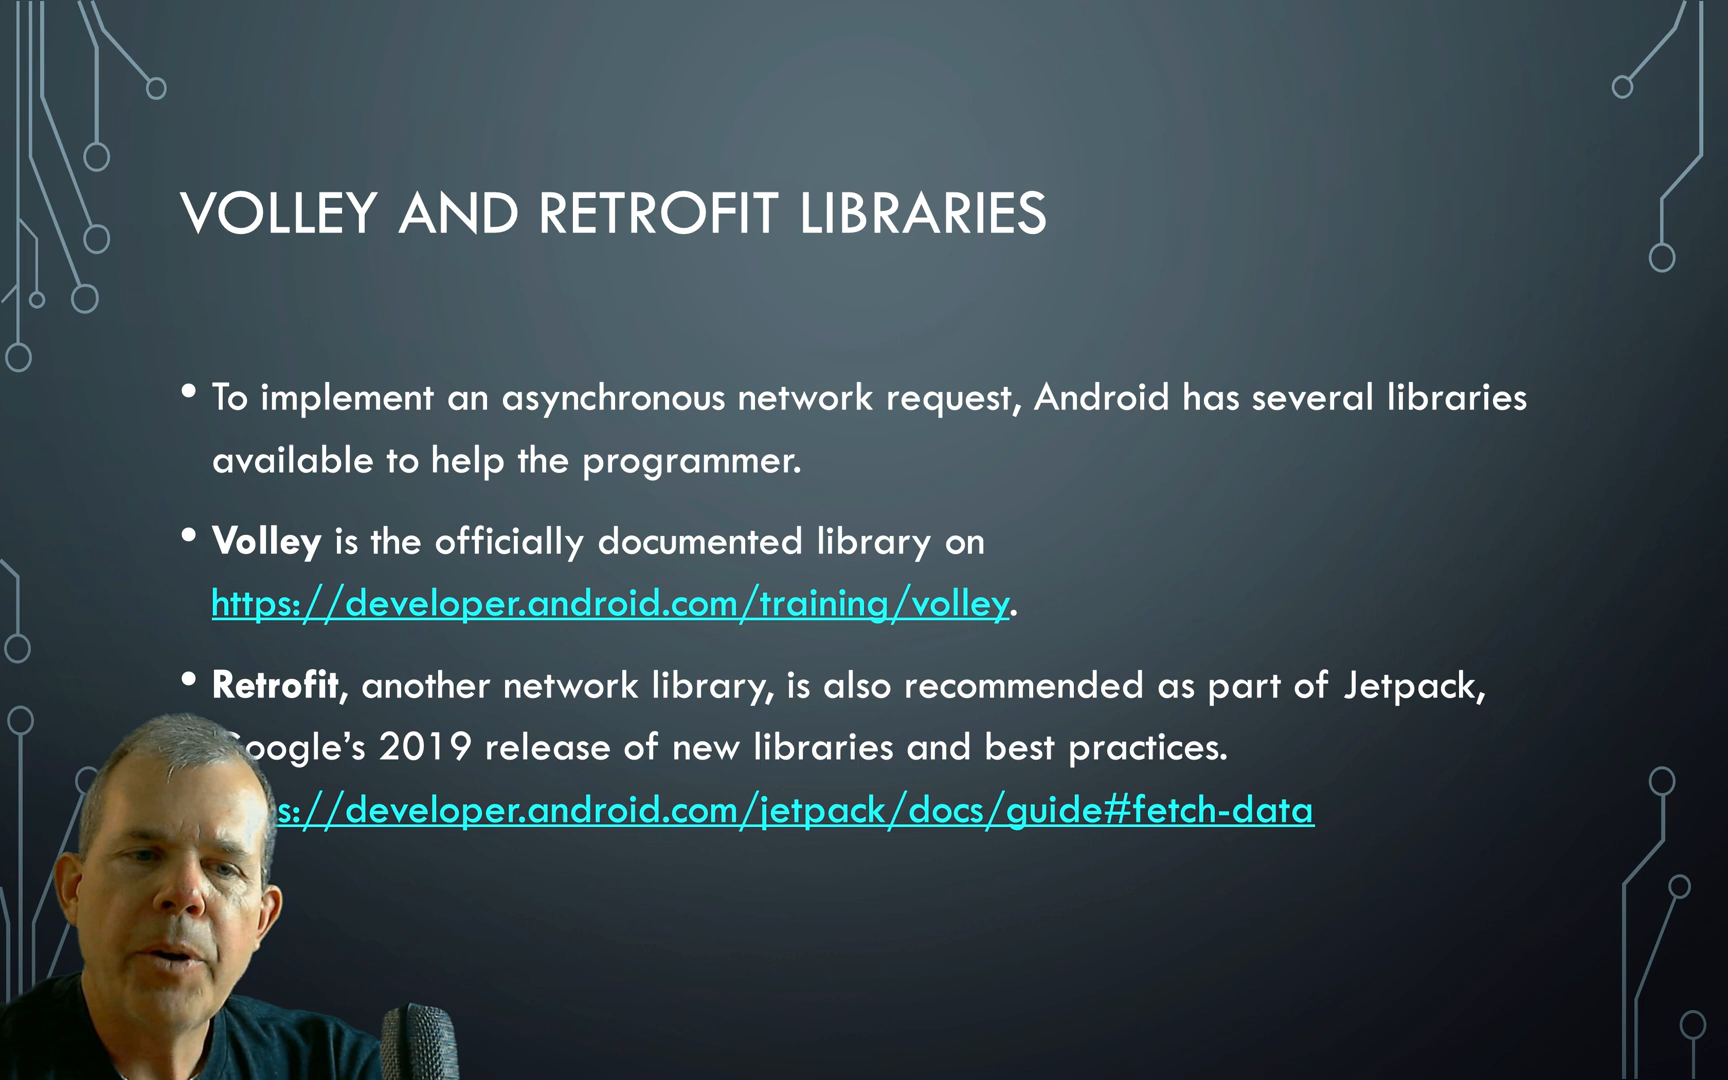 VOLLEY AND RETROFIT LIBRARIES
• To implement an asynchronous network request, Android has several libraries
available to help the programmer.
• Volley is the officially documented library on
https://developer.android.com/training/volley.
• Retrofit, another network library, is also recommended as part of Jetpack,
Google’s 2019 release of new libraries and best practices.
s://developer.android.com/jetpack/docs/guide#fetch-data